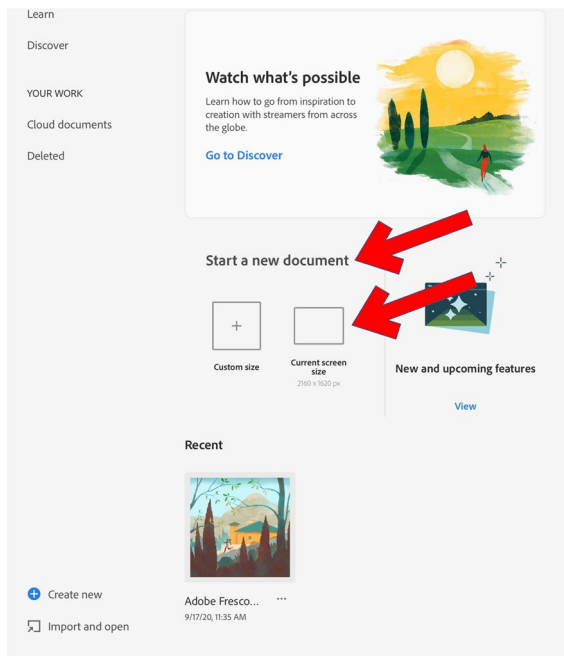 Learn
Discover
YOUR WORK
Cloud documents
Deleted
Watch what's possible
Learn how to go from inspiration to
creation with streamers from across
the globe.
Go to Discover
Start a new document
Custom size
Current screen
size
2160 x 1620 px
New and upcoming features
View
Recent
Adobe Fresco...
9/17/20, 11:35 AM
Create new
Import and open